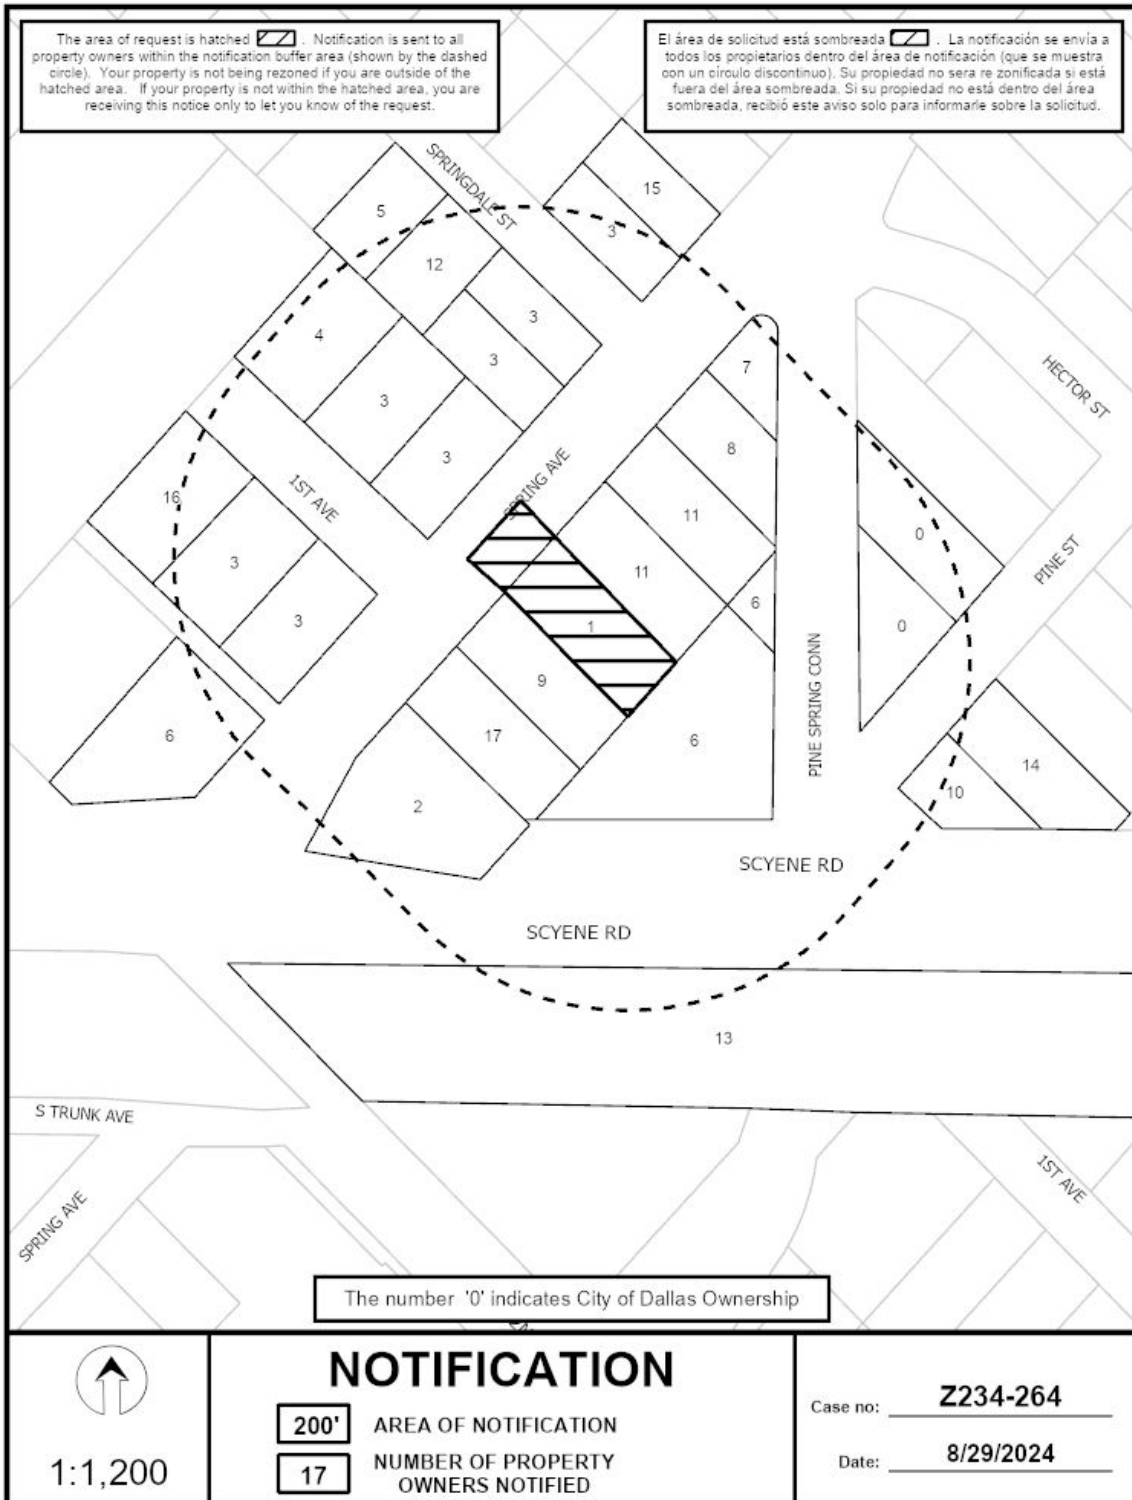 The area of request is hatched . Notification is sent to all
property owners within the notification buffer area (shown by the dashed
circle). Your property is not being rezoned if you are outside of the
hatched area. If your property is not within the hatched area, you are
receiving this notice only to let you know of the request.
El área de solicitud está sombreada . La notificación se envía a
todos los propietarios dentro del área de notificación (que se muestra
con un círculo discontinuo). Su propiedad no sera re zonificada si está
fuera del área sombreada. Si su propiedad no está dentro del área
sombreada, recibió este aviso solo para informarle sobre la solicitud.
SPRINGDALE ST
15
5
3
12
3
4
3
7
3
HECTOR ST
8
3
SPRING AVE
1ST AVE
16
11
0
PINE ST
3
11
6
3
1
0
PINE SPRING CONN
9
6
17
6
14
10
2
SCYENE RD
SCYENE RD
13
S TRUNK AVE
1ST AVE
SPRING AVE
The number '0' indicates City of Dallas Ownership
1:1,200
NOTIFICATION
200' AREA OF NOTIFICATION
17 NUMBER OF PROPERTY
OWNERS NOTIFIED
Case no: Z234-264
Date: 8/29/2024